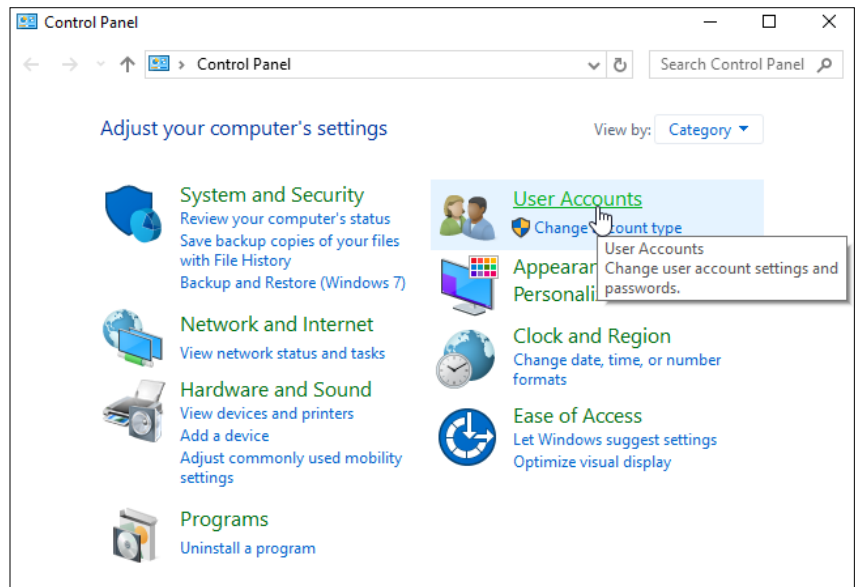 Control Panel
Control Panel
Search Control Panel
Adjust your computer's settings
View by: Category
System and Security
Review your computer's status
Save backup copies of your files
with File History
Backup and Restore (Windows 7)
Network and Internet
View network status and tasks
Hardware and Sound
View devices and printers
Add a device
Adjust commonly used mobility
settings
Programs
Uninstall a program
User Accounts
Change account type
User Accounts
Change user account settings and
passwords.
Clock and Region
Change date, time, or number
formats
Ease of Access
Let Windows suggest settings
Optimize visual display